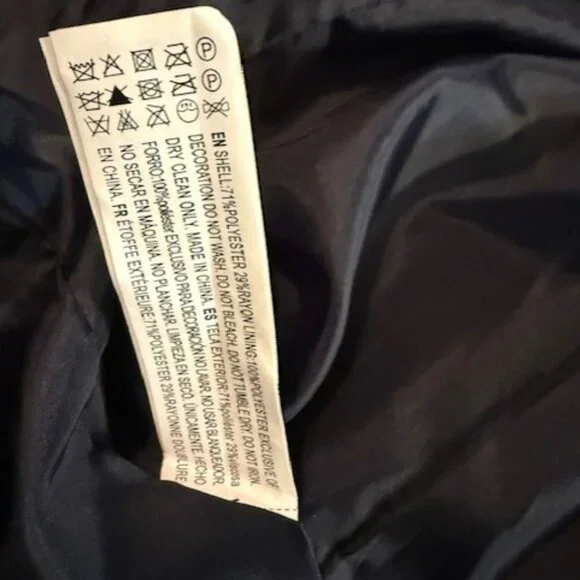 P
P
EN SHELL:71%POLYESTER 29%RAYON LINING:100%POLYESTER EXCLUSIVE OF
DECORATION DO NOT WASH. DO NOT BLEACH. DO NOT TUMBLE DRY. DO NOT IRON.
DRY CLEAN ONLY. MADE IN CHINA. ES TELA EXTERIOR:71%poliéster 29%viscosa
FORRO:100%poliéster EXCLUSIVO PARA DECORACIÓN NO LAVAR. NO USAR BLANQUEADOR.
NO SECAR EN MÁQUINA. NO PLANCHAR. LIMPIEZA EN SECO. ÚNICAMENTE. HECHO
EN CHINA. FR ÉTOFFE EXTÉRIEURE:71%POLYESTER 29%RAYONNE DOUBLURE